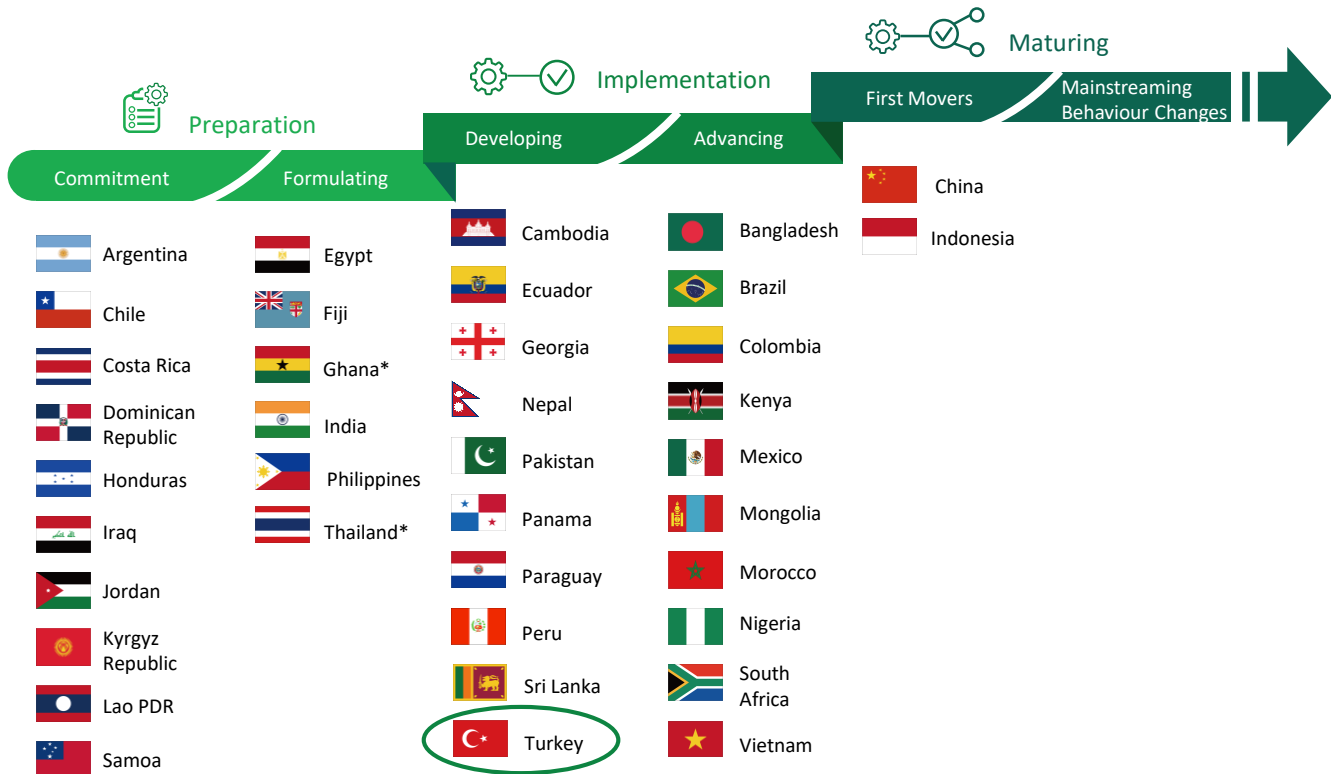 Preparation
Commitment
Formulating
Argentina
Chile
Costa Rica
Dominican
Republic
Honduras
Iraq
Jordan
Kyrgyz
Republic
Lao PDR
Samoa
Egypt
Fiji
Ghana*
India
Philippines
Thailand*
Implementation
Developing
Advancing
Cambodia
Ecuador
Georgia
Nepal
Pakistan
Panama
Paraguay
Peru
Sri Lanka
Turkey
Bangladesh
Brazil
Colombia
Kenya
Mexico
Mongolia
Morocco
Nigeria
South
Africa
Vietnam
Maturing
First Movers
Mainstreaming
Behaviour Changes
China
Indonesia